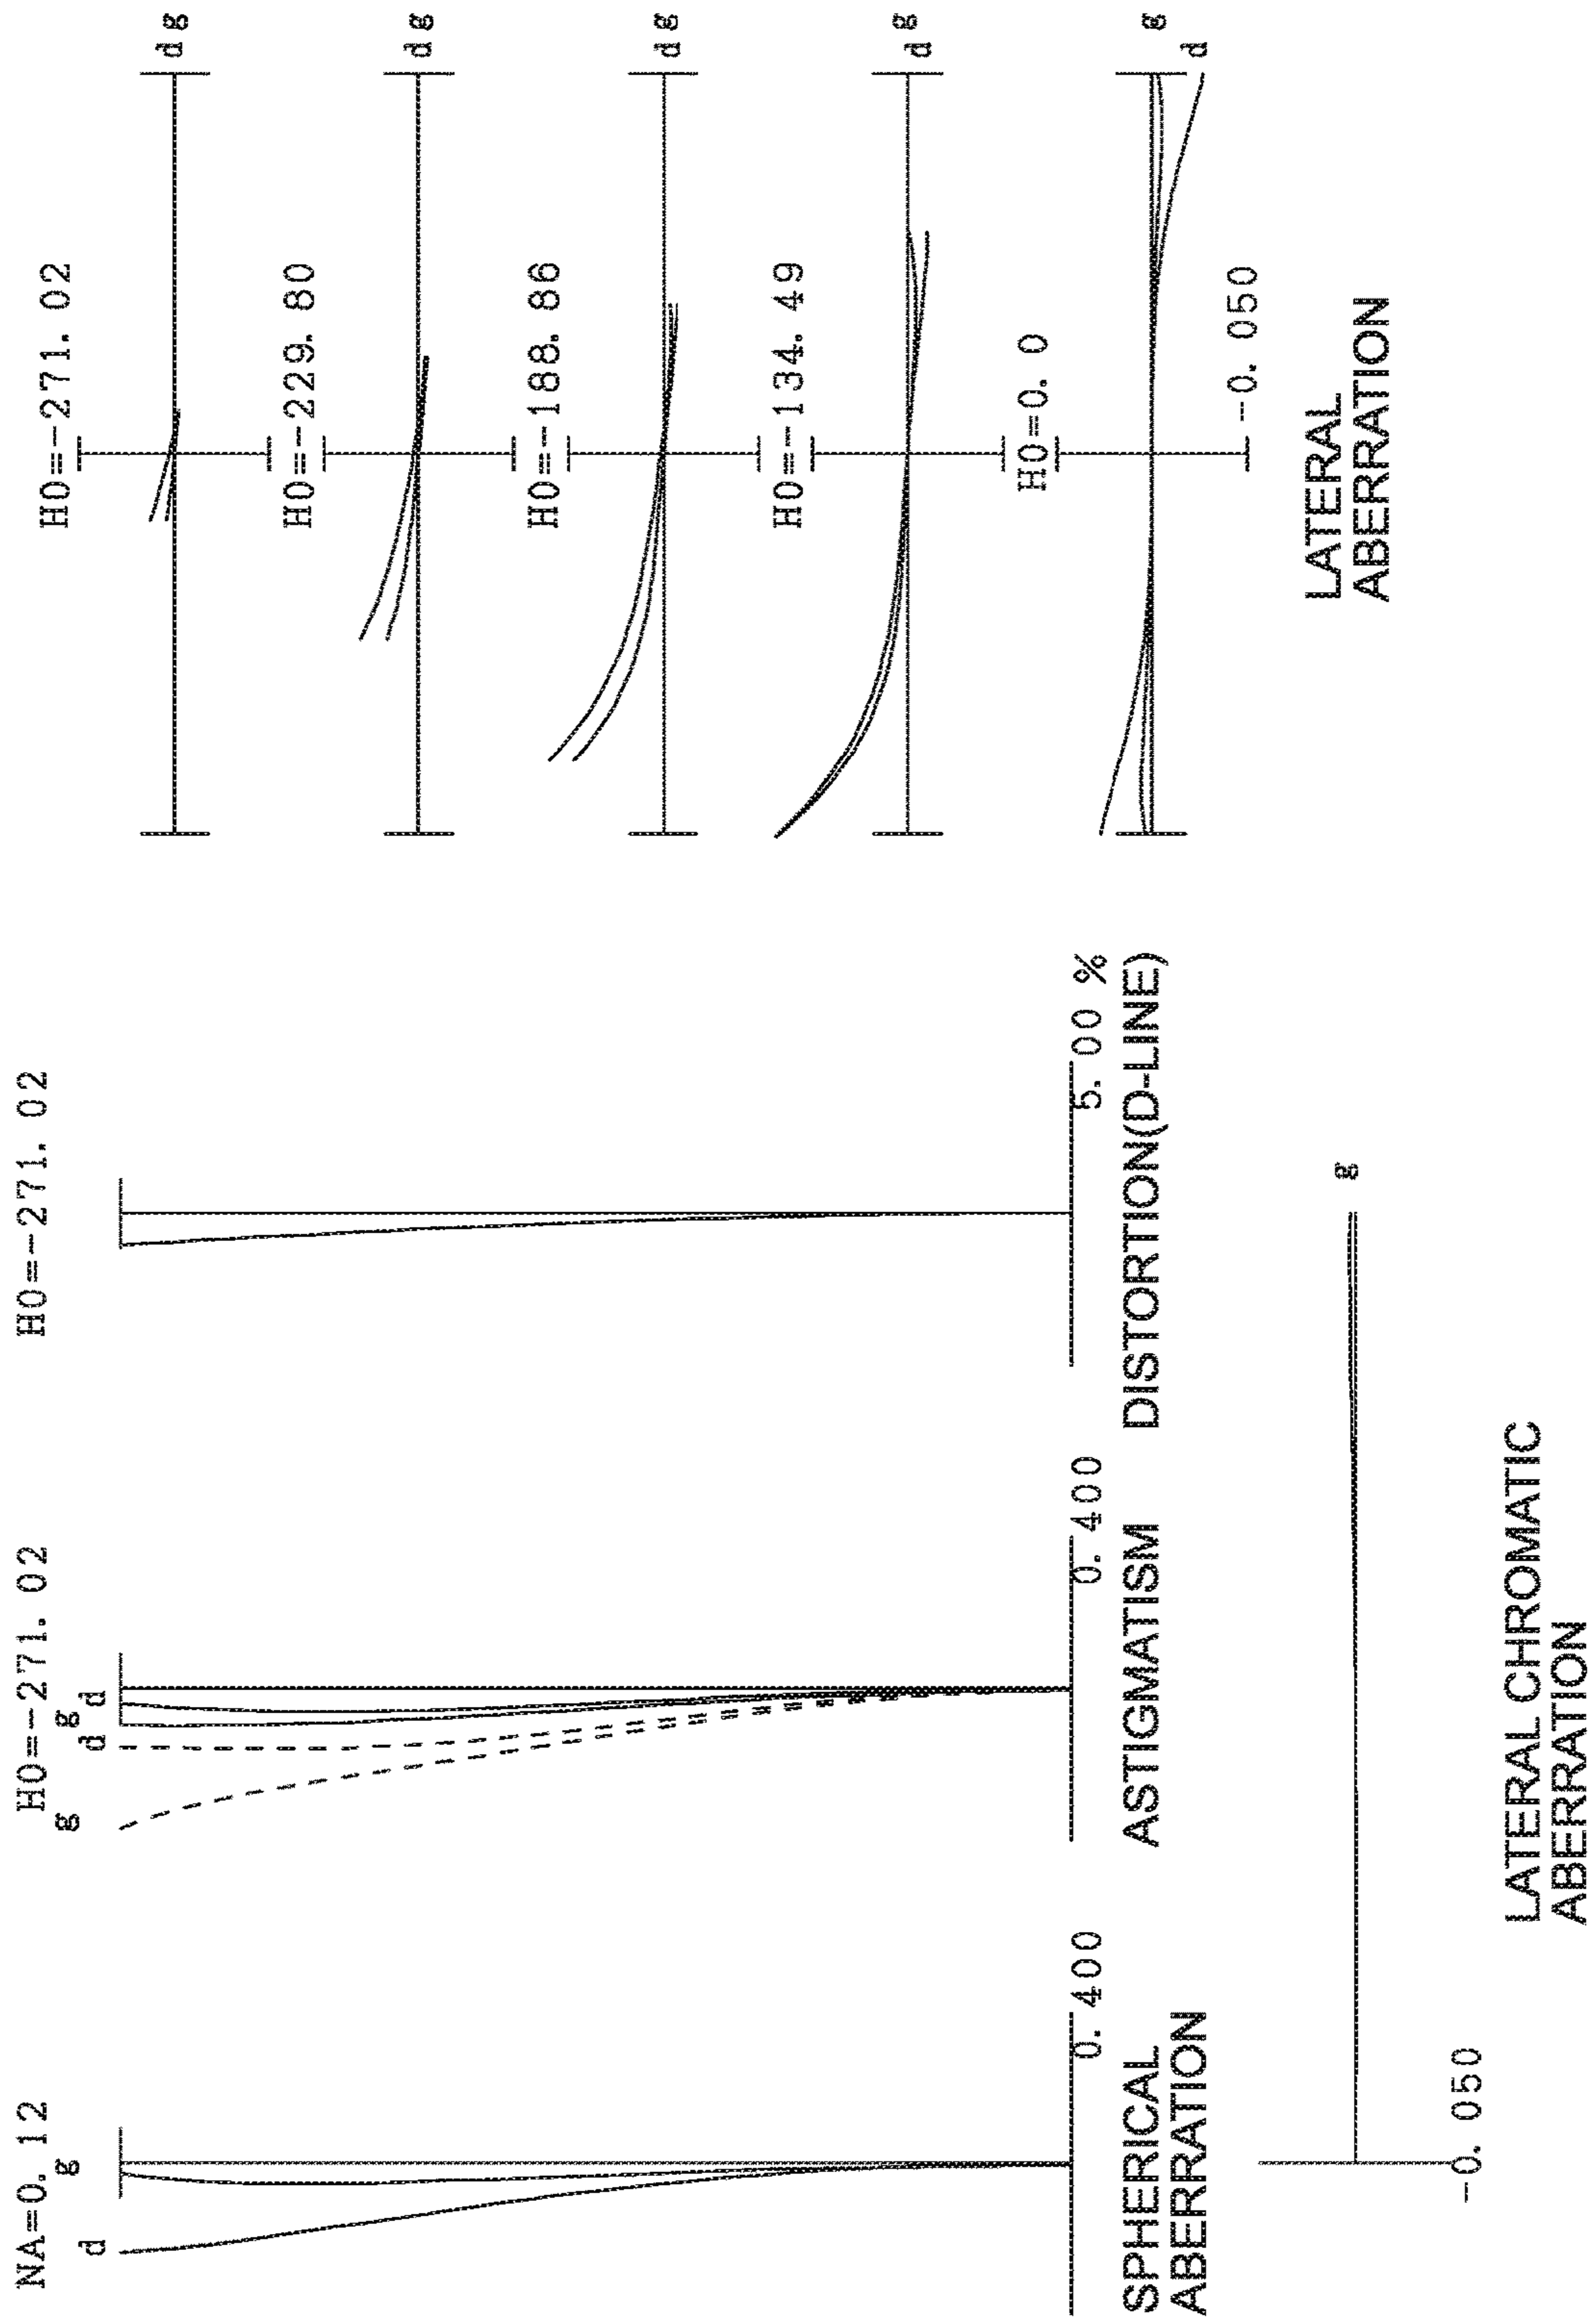 NA=0. 12
d
g
0. 400
SPHERICAL
ABERRATION
H0=-271. 02
g
d
g
d
0. 400
ASTIGMATISM
H0=-271. 02
5. 00 %
DISTORTION(D-LINE)
g
-0. 050
LATERAL CHROMATIC
ABERRATION
H0=-271. 02
d g
H0=-229. 80
d g
H0=-188. 86
d g
H0=-134. 49
d g
H0=0. 0
g
d
-0. 050
LATERAL
ABERRATION